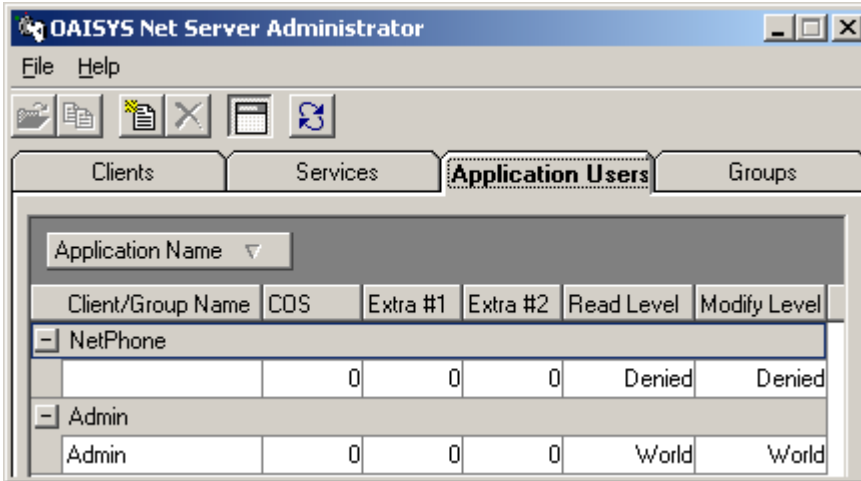 OAISYS Net Server Administrator
File Help
Clients Services Application Users Groups
Application Name
Client/Group Name COS Extra #1 Extra #2 Read Level Modify Level
NetPhone
0 0 0 Denied Denied
Admin
Admin 0 0 0 World World